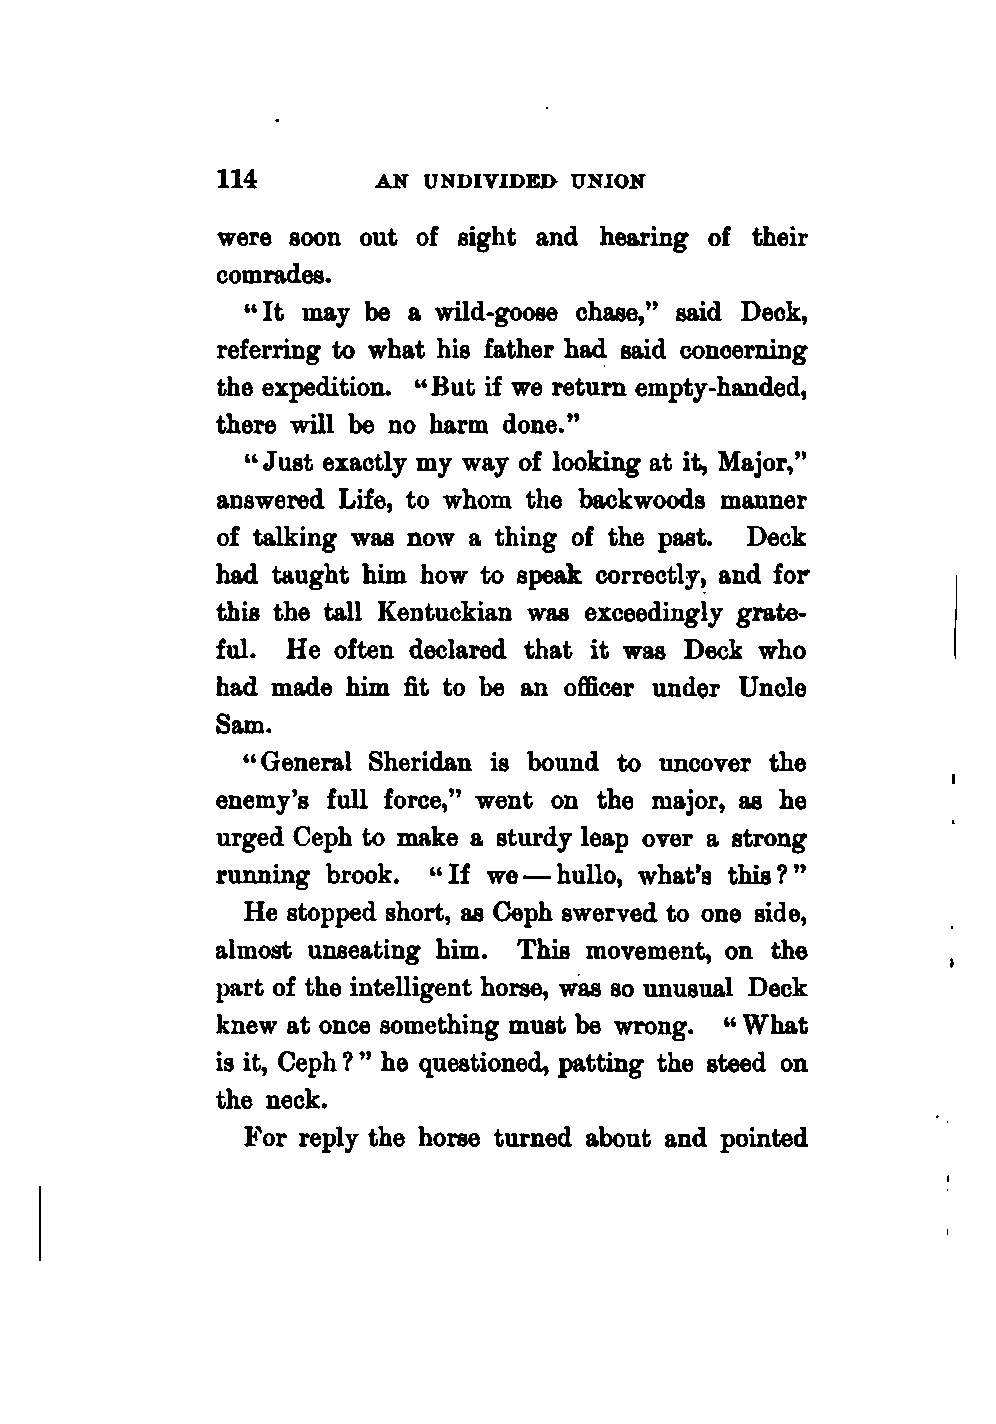 114 AN UNDIVIDED UNION
were soon out of sight and hearing of their
comrades.
“It may be a wild-goose chase,” said Deck,
referring to what his father had said concerning
the expedition. “But if we return empty-handed,
there will be no harm done.”
“Just exactly my way of looking at it, Major,”
answered Life, to whom the backwoods manner
of talking was now a thing of the past. Deck
had taught him how to speak correctly, and for
this the tall Kentuckian was exceedingly grate-
ful. He often declared that it was Deck who
had made him fit to be an officer under Uncle
Sam.
“General Sheridan is bound to uncover the
enemy’s full force,” went on the major, as he
urged Ceph to make a sturdy leap over a strong
running brook. “If we — hullo, what’s this?”
He stopped short, as Ceph swerved to one side,
almost unseating him. This movement, on the
part of the intelligent horse, was so unusual Deck
knew at once something must be wrong. “What
is it, Ceph?” he questioned, patting the steed on
the neck.
For reply the horse turned about and pointed